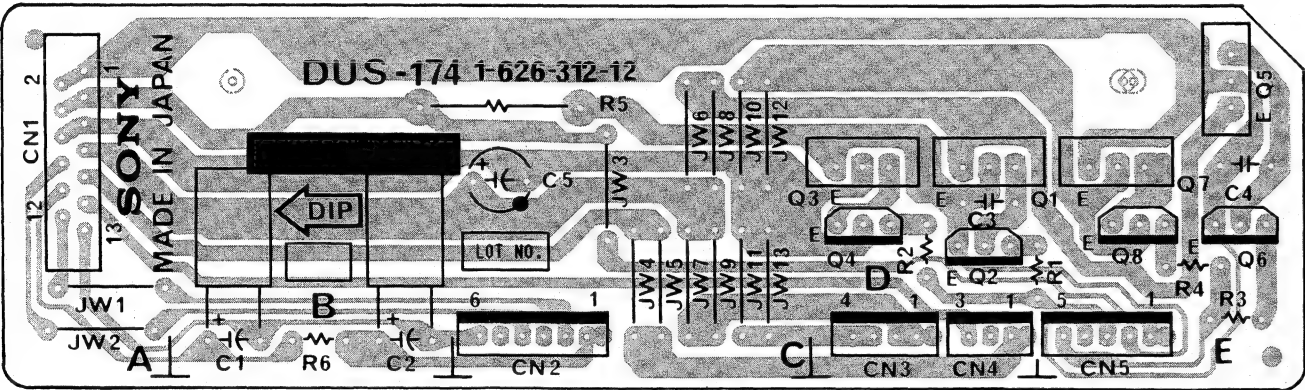 DUS-174 1-626-312-12
SONY
MADE IN JAPAN
CN1
2
1
12
13
R5
JW6
JW8
JW10
JW12
JW3
C5
+
DIP
LOT NO.
Q5
E
Q3
E
Q1
E
Q7
E
C3
C4
Q4
E
Q2
E
Q8
E
Q6
E
R2
R1
R4
R3
D
JW4
JW5
JW7
JW9
JW11
JW13
JW1
JW2
A
B
C
E
+
C1
R6
+
C2
6
1
CN2
4
1
CN3
3
1
CN4
5
1
CN5